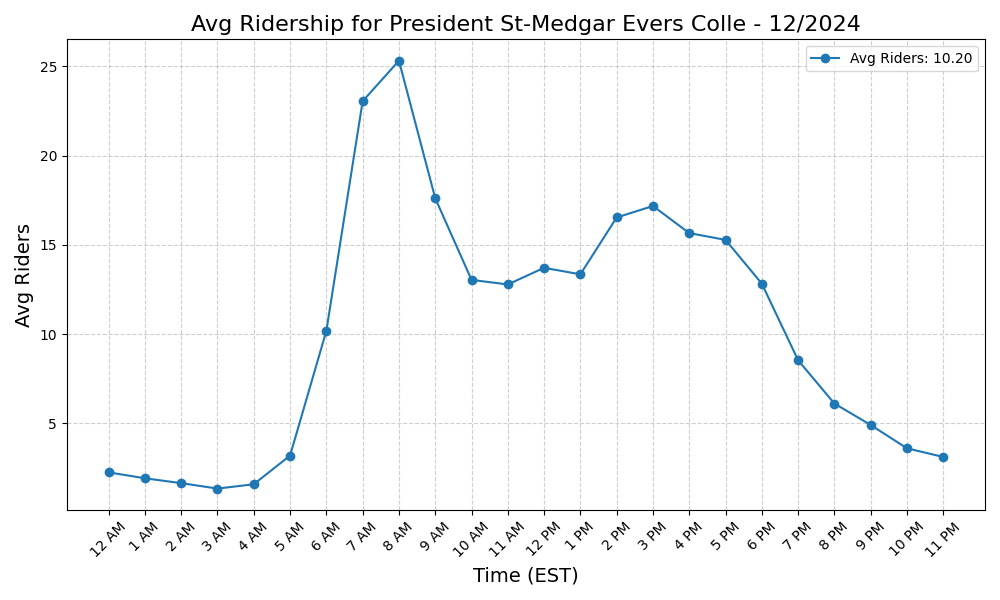 Avg Ridership for President St-Medgar Evers Colle - 12/2024
Avg Riders: 10.20
Avg Riders
25
20
15
10
5
12 AM
1 AM
2 AM
3 AM
4 AM
5 AM
6 AM
7 AM
8 AM
9 AM
10 AM
11 AM
12 PM
1 PM
2 PM
3 PM
4 PM
5 PM
6 PM
7 PM
8 PM
9 PM
10 PM
11 PM
Time (EST)